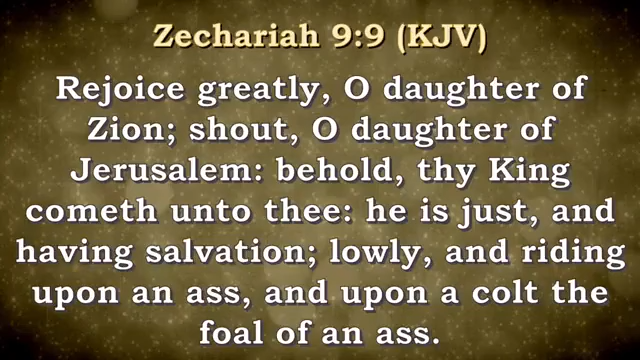 Zechariah 9:9 (KJV)
Rejoice greatly, O daughter of
Zion; shout, O daughter of
Jerusalem: behold, thy King
cometh unto thee: he is just, and
having salvation; lowly, and riding
upon an ass, and upon a colt the
foal of an ass.